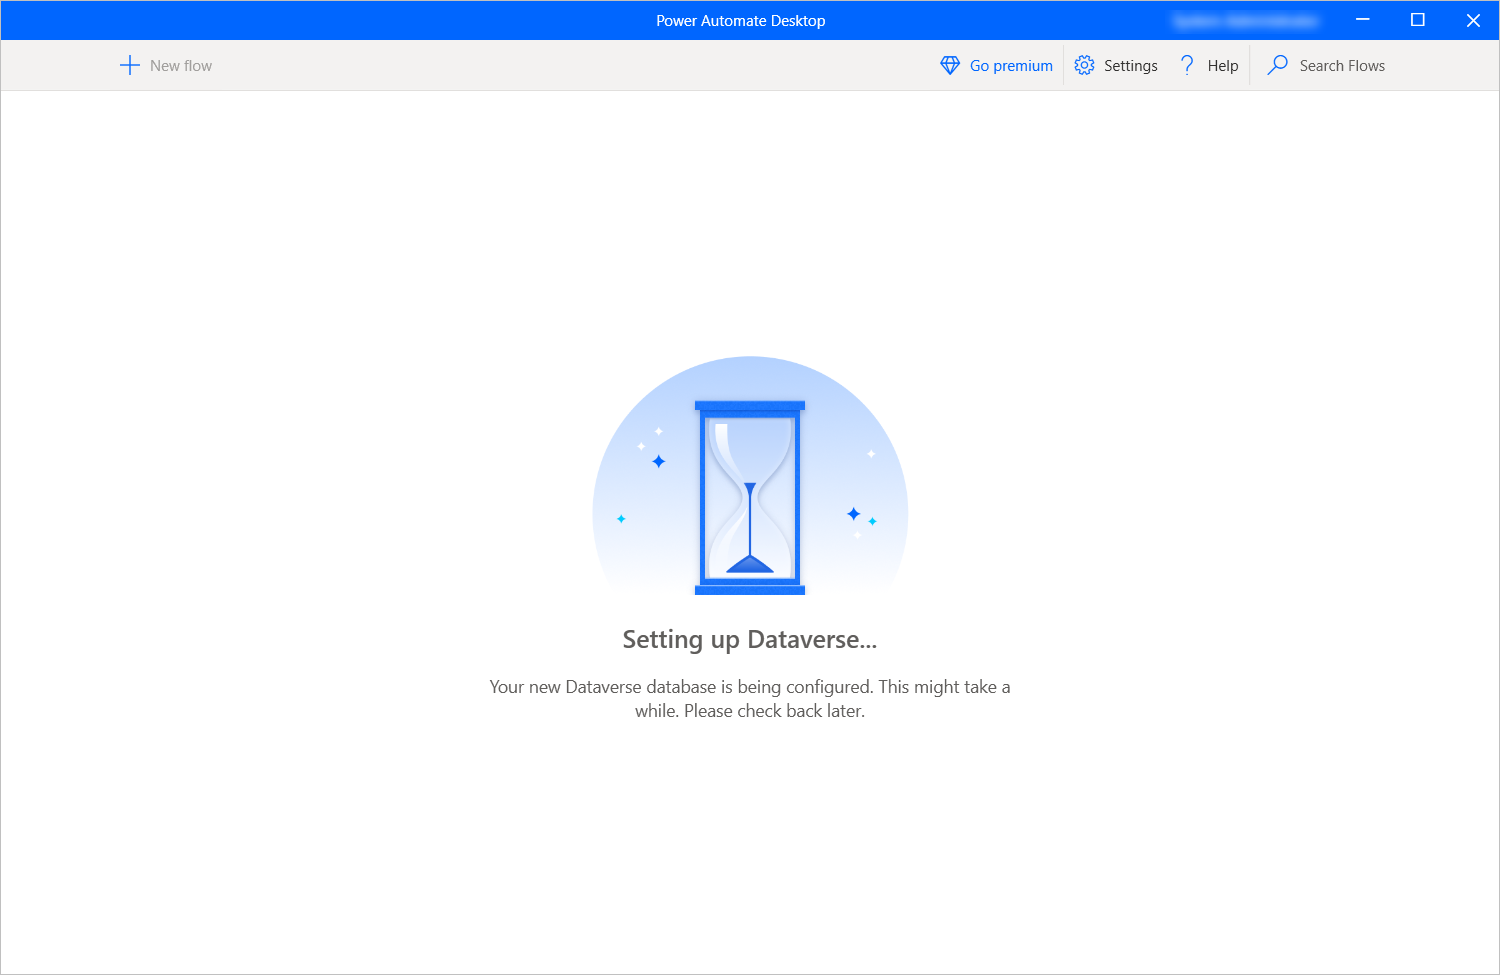 Power Automate Desktop
New flow
Go premium
Settings
Help
Search Flows
Setting up Dataverse...
Your new Dataverse database is being configured. This might take a
while. Please check back later.